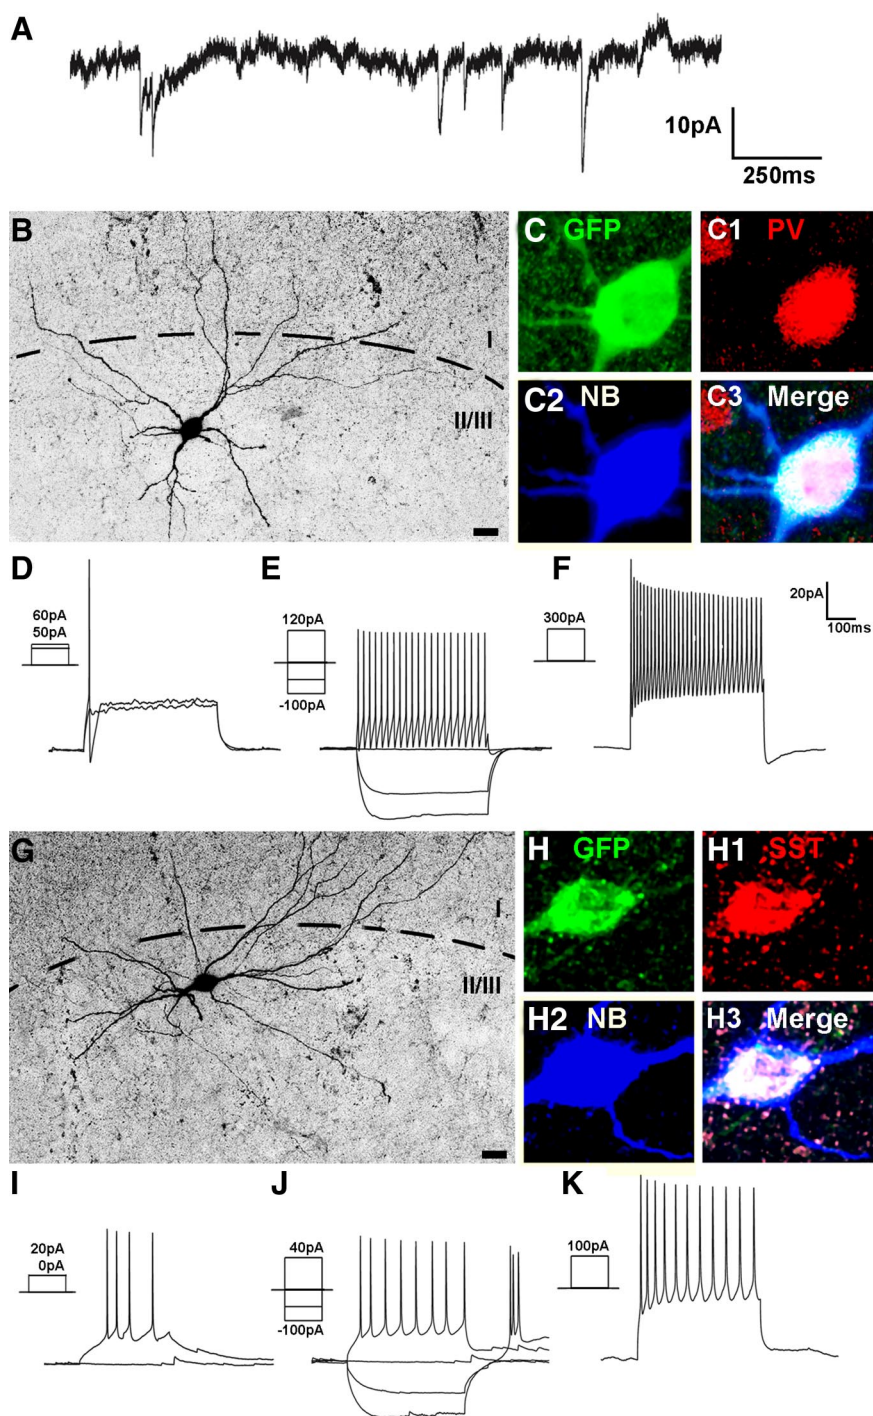 A
10pA
250ms
B
I
II/III
C GFP
C1 PV
C2 NB
C3 Merge
D
60pA
50pA
E
120pA
-100pA
F
300pA
20pA
100ms
G
I
II/III
H GFP
H1 SST
H2 NB
H3 Merge
I
20pA
0pA
J
40pA
-100pA
K
100pA